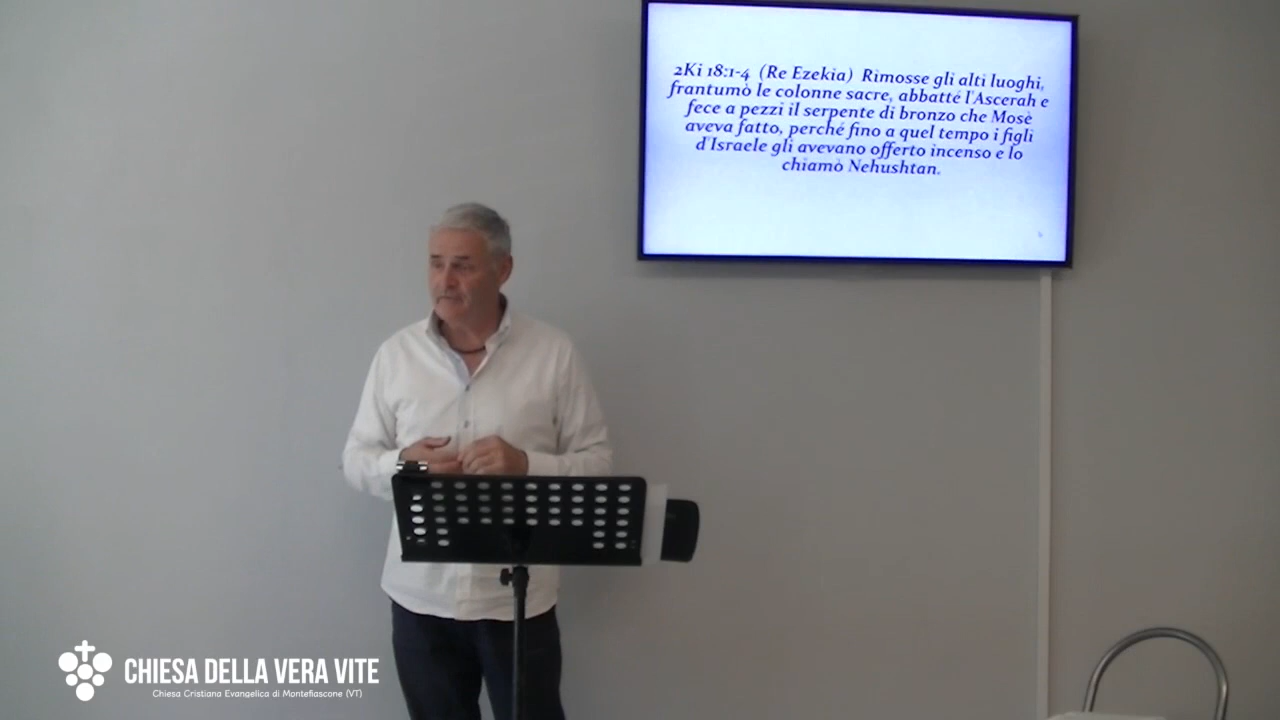 2Ki 18:1-4 (Re Ezekia) Rimosse gli alti luoghi,
frantumò le colonne sacre, abbatté l'Ascerah e
fece a pezzi il serpente di bronzo che Mosè
aveva fatto, perché fino a quel tempo i figli
d'Israele gli avevano offerto incenso e lo
chiamò Nehushtan.
CHIESA DELLA VERA VITE
Chiesa Cristiana Evangelica di Montefiascone (VT)